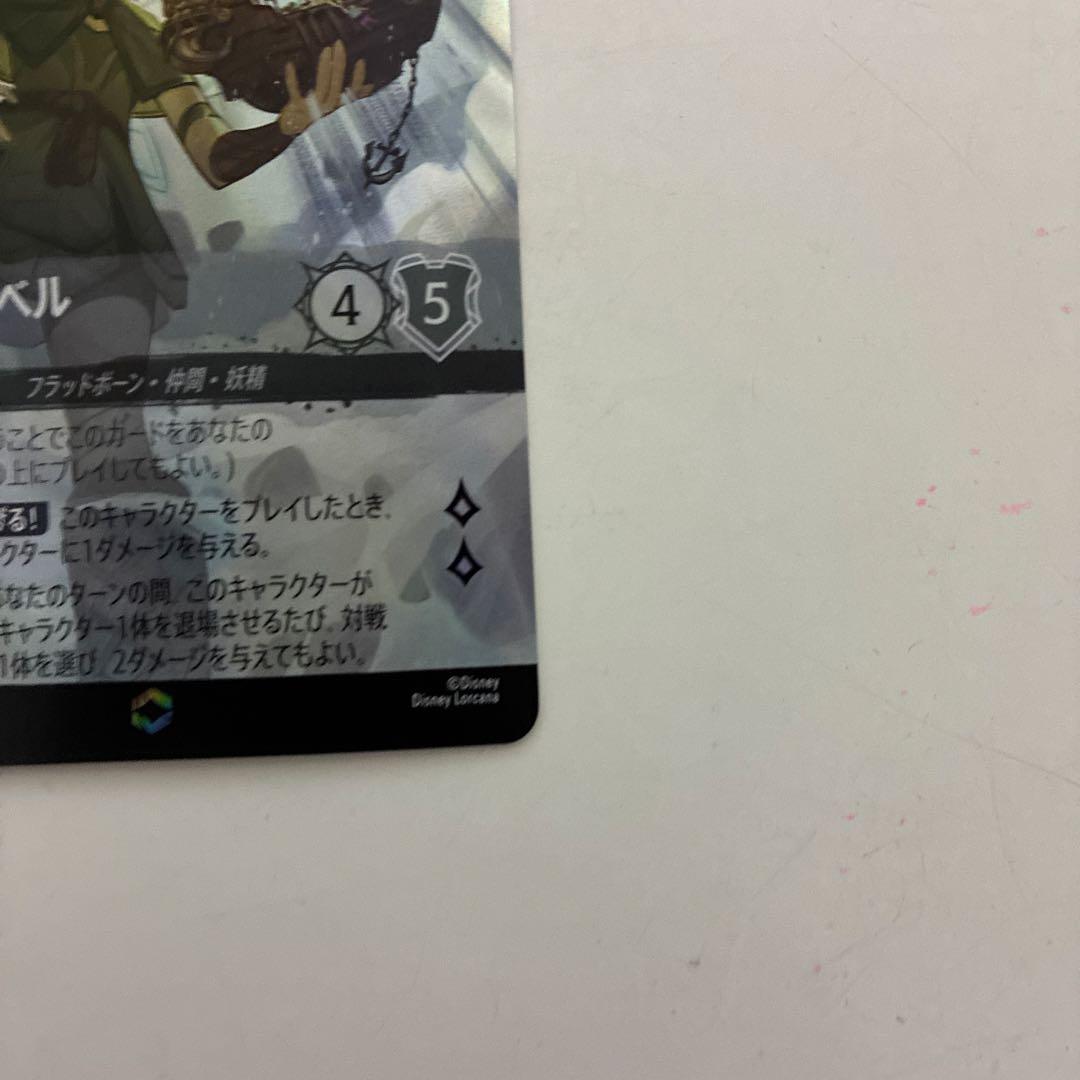 ベル
4 5
フラッドボーン・仲間・妖精
ことでこのカードをあなたの
上にプレイしてもよい。)
る! このキャラクターをプレイしたとき、
クターに1ダメージを与える。
なたのターンの間、このキャラクターが
キャラクター1体を退場させるたび、対戦
1体を選び、2ダメージを与えてもよい。
©Disney
Disney Lorcana